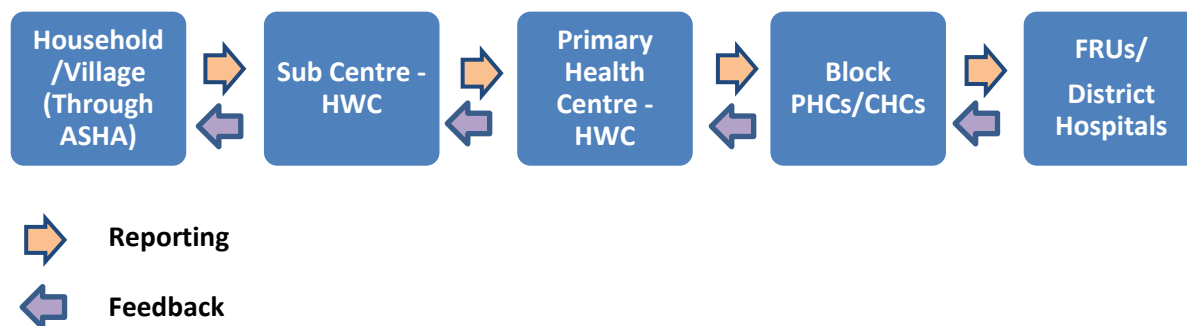 Household
/Village
(Through
ASHA)
Sub Centre -
HWC
Primary
Health
Centre -
HWC
Block
PHCs/CHCs
FRUs/
District
Hospitals
Reporting
Feedback